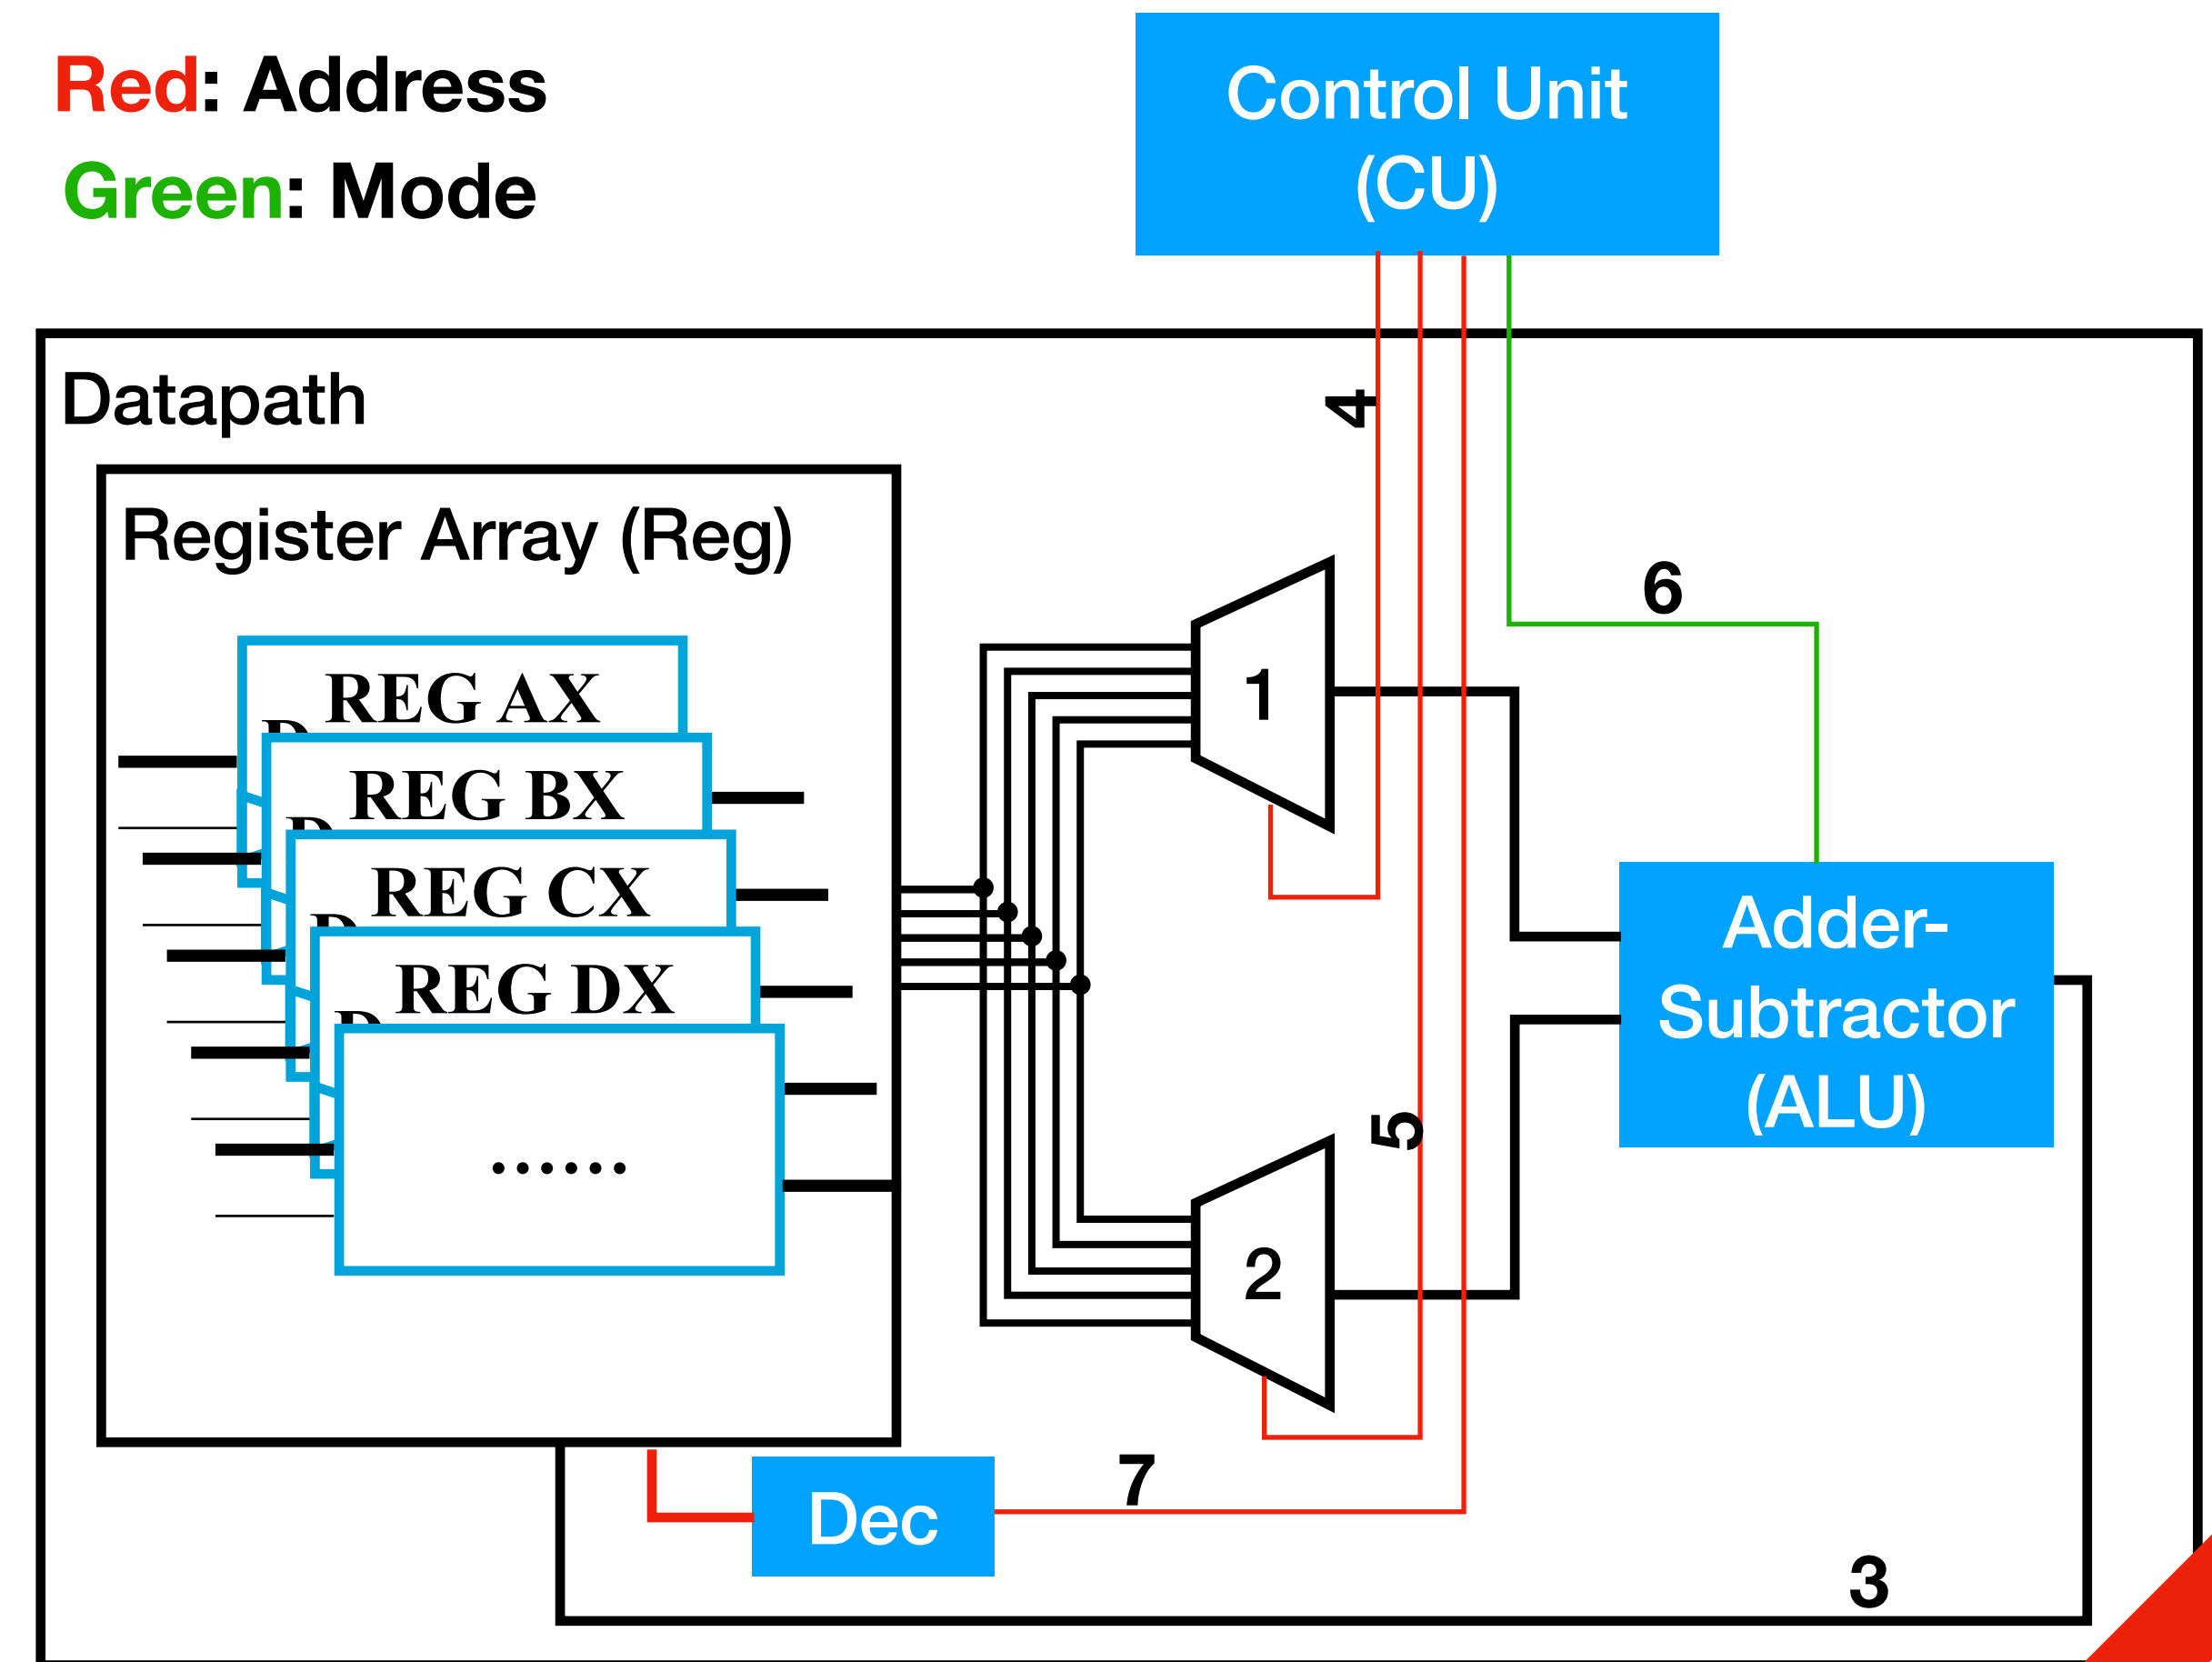 Red: Address
Green: Mode
Control Unit
(CU)
Datapath
4
Register Array (Reg)
6
REG AX
D
1
REG BX
D
REG CX
D
REG DX
D
Adder-
Subtractor
(ALU)
5
......
2
7
Dec
3